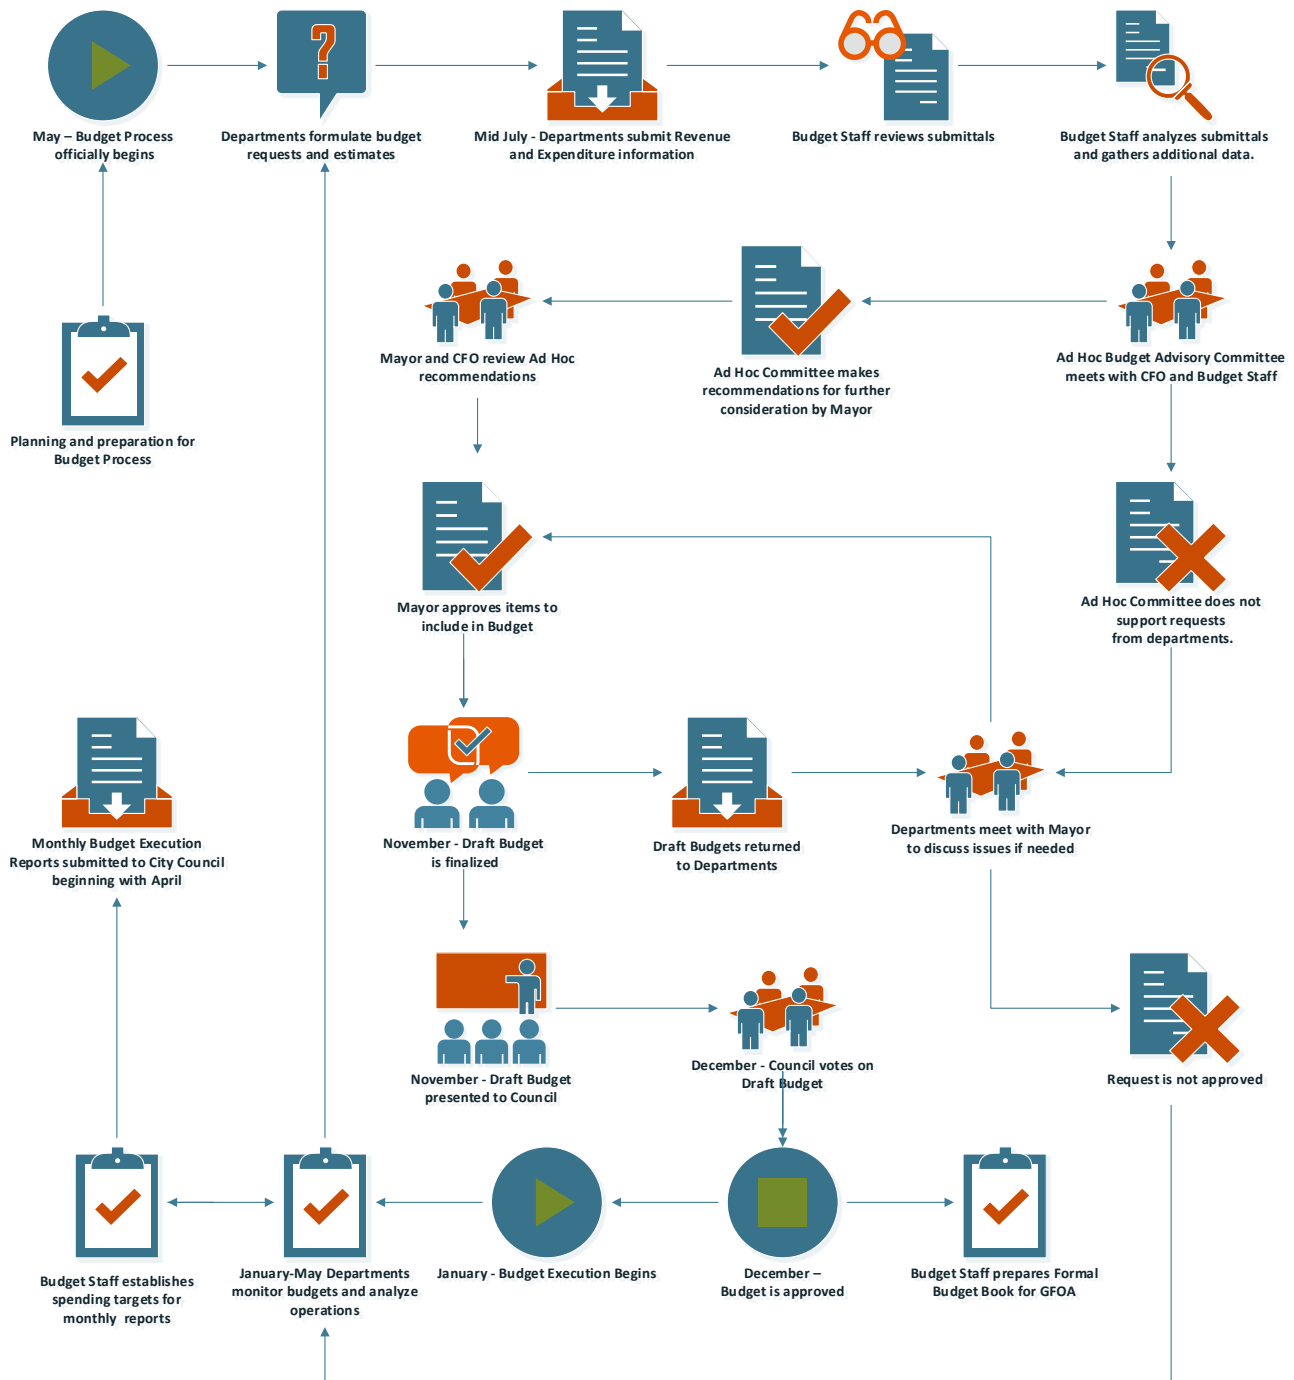 May – Budget Process
officially begins
Departments formulate budget
requests and estimates
Mid July - Departments submit Revenue
and Expenditure information
Budget Staff reviews submittals
Budget Staff analyzes submittals
and gathers additional data.
Planning and preparation for
Budget Process
Mayor and CFO review Ad Hoc
recommendations
Ad Hoc Committee makes
recommendations for further
consideration by Mayor
Ad Hoc Budget Advisory Committee
meets with CFO and Budget Staff
Mayor approves items to
include in Budget
Ad Hoc Committee does not
support requests
from departments.
Monthly Budget Execution
Reports submitted to City Council
beginning with April
November - Draft Budget
is finalized
Draft Budgets returned
to Departments
Departments meet with Mayor
to discuss issues if needed
November - Draft Budget
presented to Council
December - Council votes on
Draft Budget
Request is not approved
Budget Staff establishes
spending targets for
monthly reports
January-May Departments
monitor budgets and analyze
operations
January - Budget Execution Begins
December –
Budget is approved
Budget Staff prepares Formal
Budget Book for GFOA